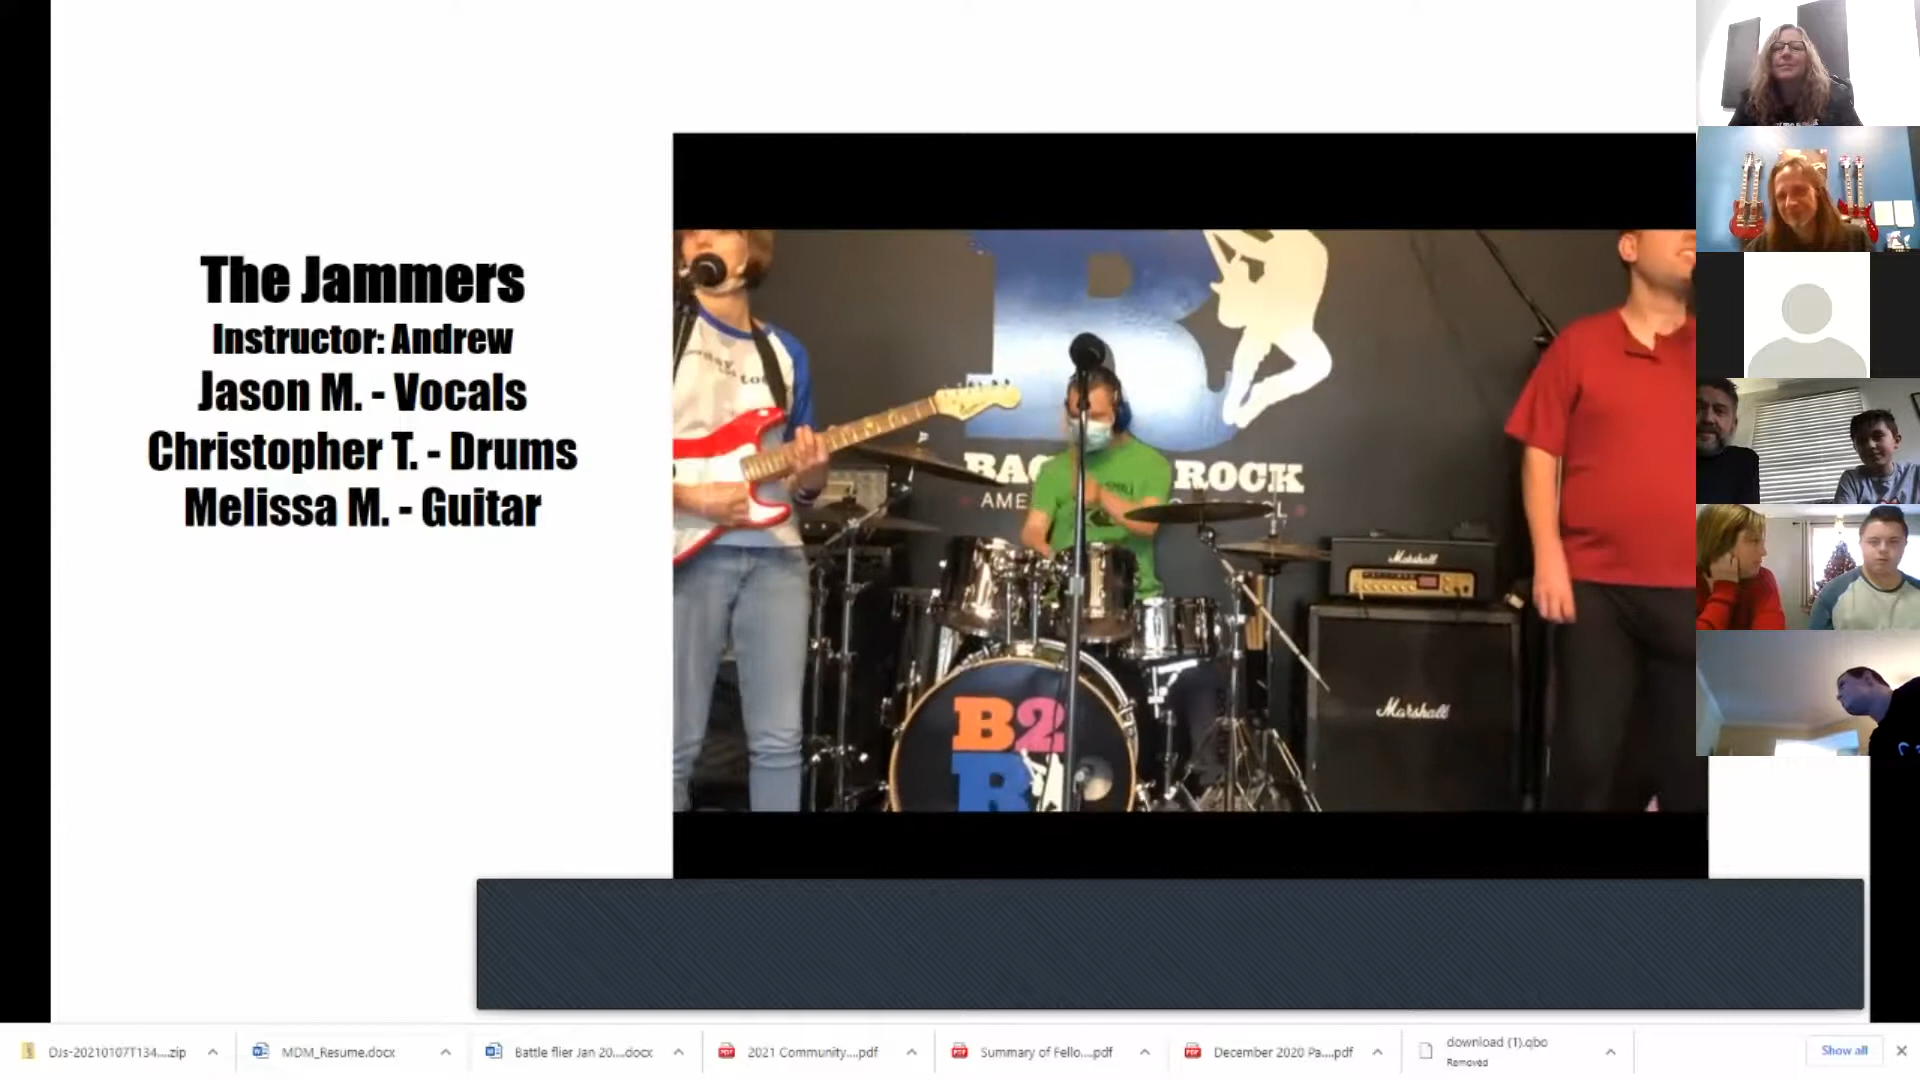 The Jammers
Instructor: Andrew
Jason M. - Vocals
Christopher T. - Drums
Melissa M. - Guitar
B
ROCK
Marshall
Marshall
B2
R
DJs-20210107T134....zip
MDM_Resume.docx
Battle flier Jan 20....docx
2021 Community....pdf
Summary of Fello....pdf
December 2020 Pa....pdf
download (1).qbo
Removed
Show all